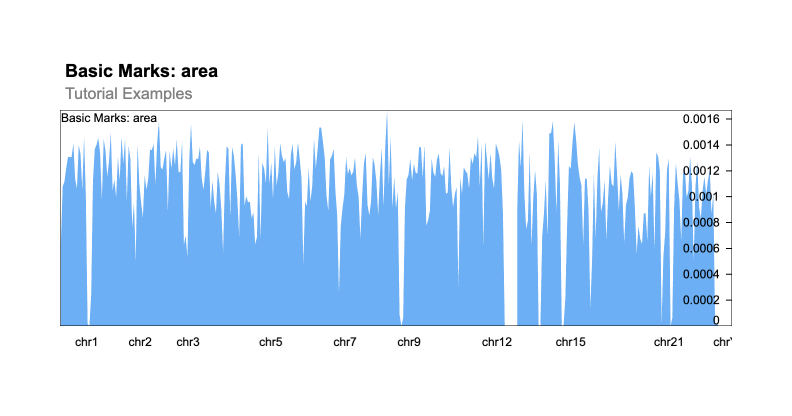 Basic Marks: area
Tutorial Examples
Basic Marks: area
0.0016
0.0014
0.0012
0.001
0.0008
0.0006
0.0004
0.0002
0
chr1 chr2 chr3 chr5 chr7 chr9 chr12 chr15 chr21